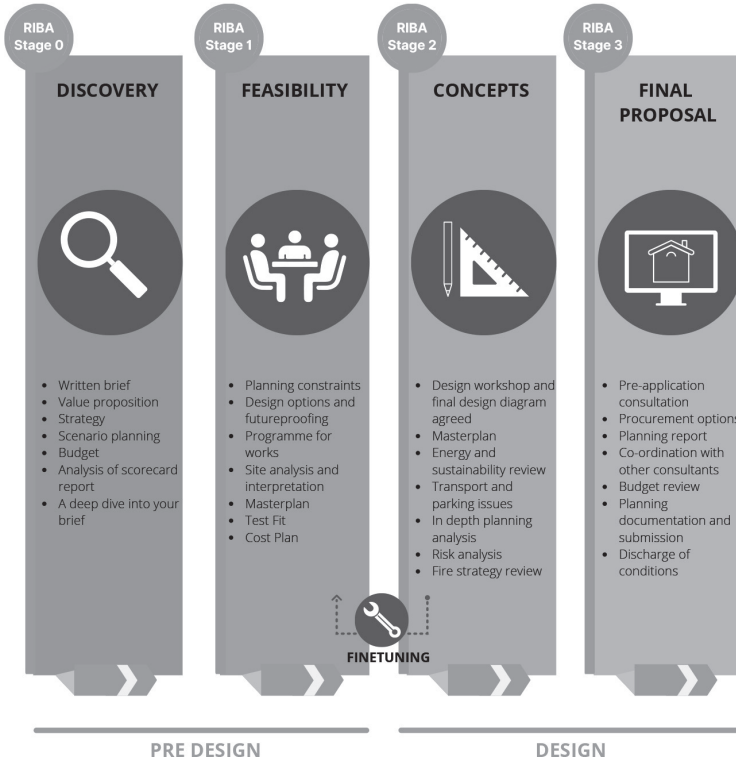 RIBA
Stage 0
DISCOVERY
• Written brief
• Value proposition
• Strategy
• Scenario planning
• Budget
• Analysis of scorecard
report
• A deep dive into your
brief
RIBA
Stage 1
FEASIBILITY
• Planning constraints
• Design options and
futureproofing
• Programme for
works
• Site analysis and
interpretation
• Masterplan
• Test Fit
• Cost Plan
RIBA
Stage 2
CONCEPTS
• Design workshop and
final design diagram
agreed
• Masterplan
• Energy and
sustainability review
• Transport and
parking issues
• In depth planning
analysis
• Risk analysis
• Fire strategy review
RIBA
Stage 3
FINAL
PROPOSAL
• Pre-application
consultation
• Procurement options
• Planning report
• Co-ordination with
other consultants
• Budget review
• Planning
documentation and
submission
• Discharge of
conditions
FINETUNING
PRE DESIGN
DESIGN